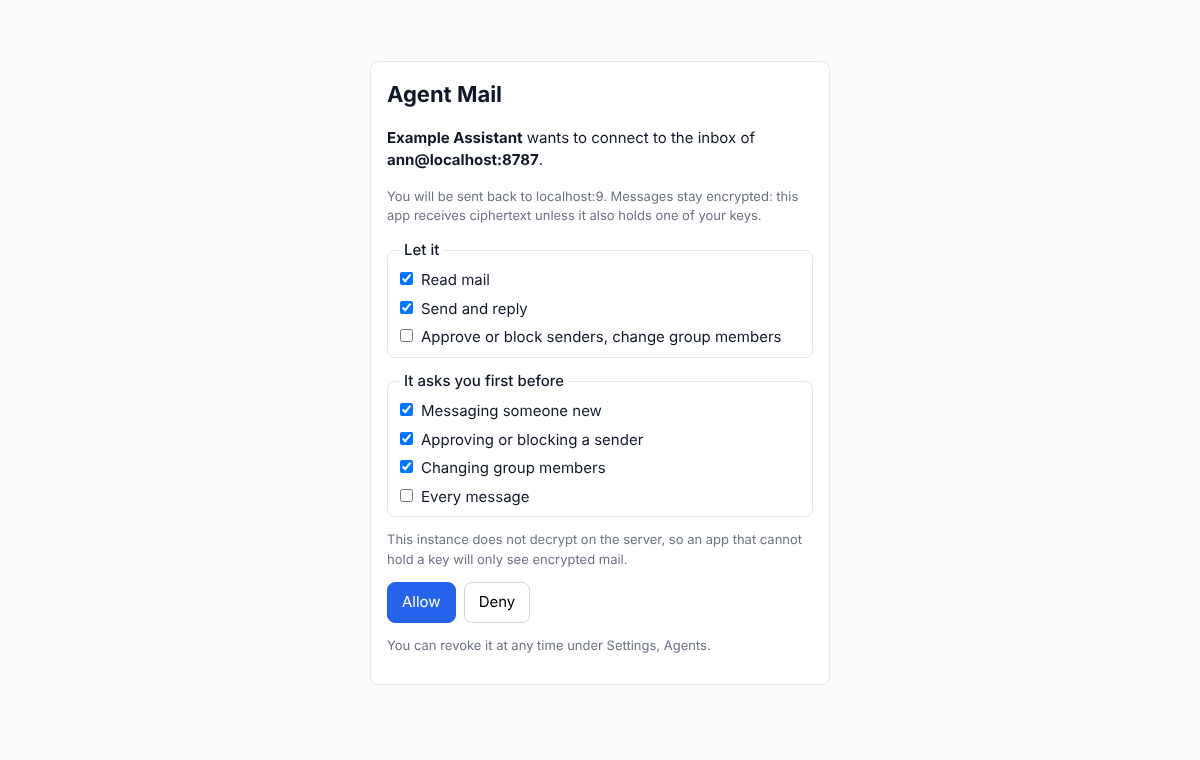 Agent Mail
Example Assistant wants to connect to the inbox of
ann@localhost:8787.
You will be sent back to localhost:9. Messages stay encrypted: this
app receives ciphertext unless it also holds one of your keys.
Let it
Read mail
Send and reply
Approve or block senders, change group members
It asks you first before
Messaging someone new
Approving or blocking a sender
Changing group members
Every message
This instance does not decrypt on the server, so an app that cannot
hold a key will only see encrypted mail.
Allow Deny
You can revoke it at any time under Settings, Agents.